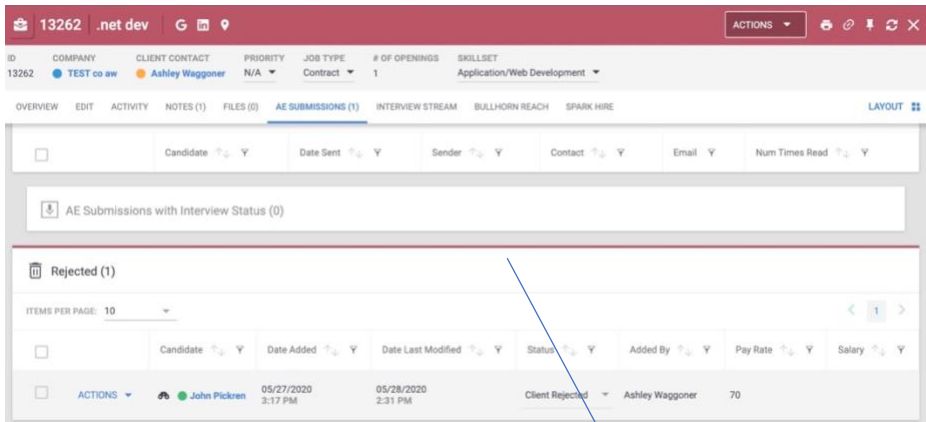 13262 .net dev G in
ACTIONS
ID COMPANY CLIENT CONTACT PRIORITY JOB TYPE # OF OPENINGS SKILLSET
13262 TEST co aw Ashley Waggoner N/A Contract 1 Application/Web Development
OVERVIEW EDIT ACTIVITY NOTES (1) FILES (0) AE SUBMISSIONS (1) INTERVIEW STREAM BULLHORN REACH SPARK HIRE LAYOUT
Candidate Date Sent Sender Contact Email Num Times Read
AE Submissions with Interview Status (0)
Rejected (1)
ITEMS PER PAGE: 10 1
Candidate Date Added Date Last Modified Status Added By Pay Rate Salary
ACTIONS John Pickren 05/27/2020 05/28/2020 Client Rejected Ashley Waggoner 70
3:17 PM 2:31 PM